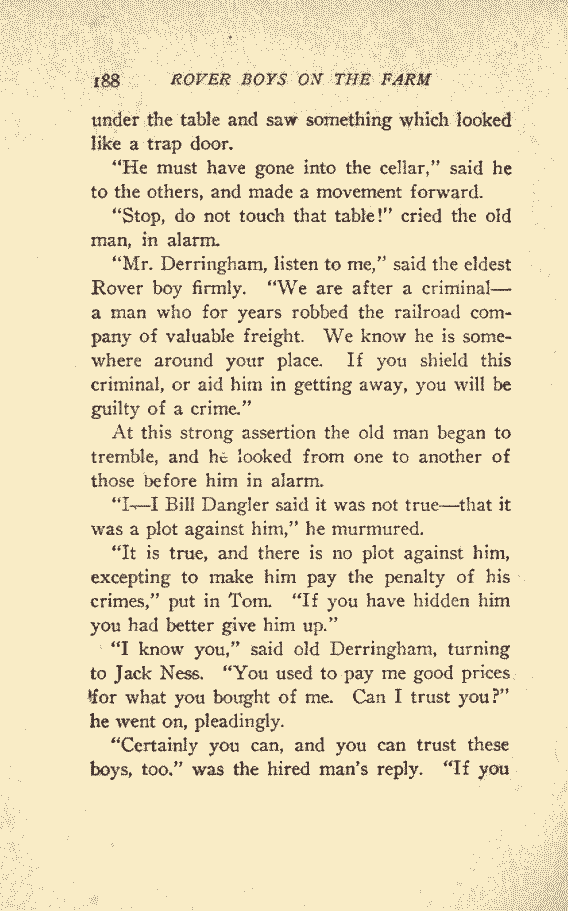 188 ROVER BOYS ON THE FARM
under the table and saw something which looked
like a trap door.
"He must have gone into the cellar," said he
to the others, and made a movement forward.
"Stop, do not touch that table!" cried the old
man, in alarm.
"Mr. Derringham, listen to me," said the eldest
Rover boy firmly. "We are after a criminal—
a man who for years robbed the railroad com-
pany of valuable freight. We know he is some-
where around your place. If you shield this
criminal, or aid him in getting away, you will be
guilty of a crime."
At this strong assertion the old man began to
tremble, and he looked from one to another of
those before him in alarm.
"I—I Bill Dangler said it was not true—that it
was a plot against him," he murmured.
"It is true, and there is no plot against him,
excepting to make him pay the penalty of his
crimes," put in Tom. "If you have hidden him
you had better give him up."
"I know you," said old Derringham, turning
to Jack Ness. "You used to pay me good prices
for what you bought of me. Can I trust you?"
he went on, pleadingly.
"Certainly you can, and you can trust these
boys, too." was the hired man's reply. "If you